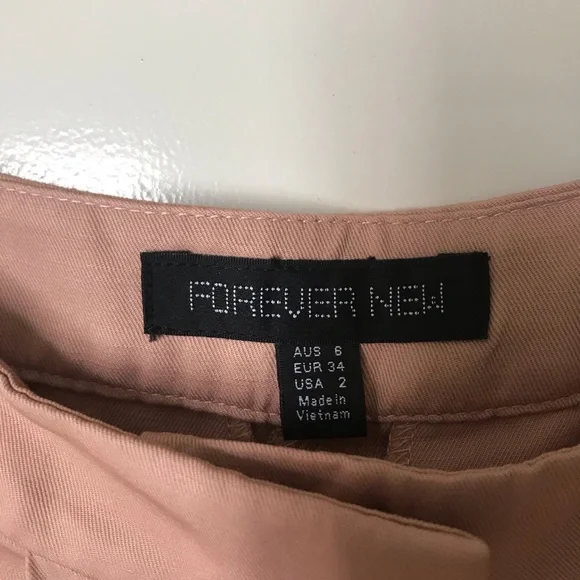 FOREVER NEW
AUS 6
EUR 34
USA 2
Made in
Vietnam